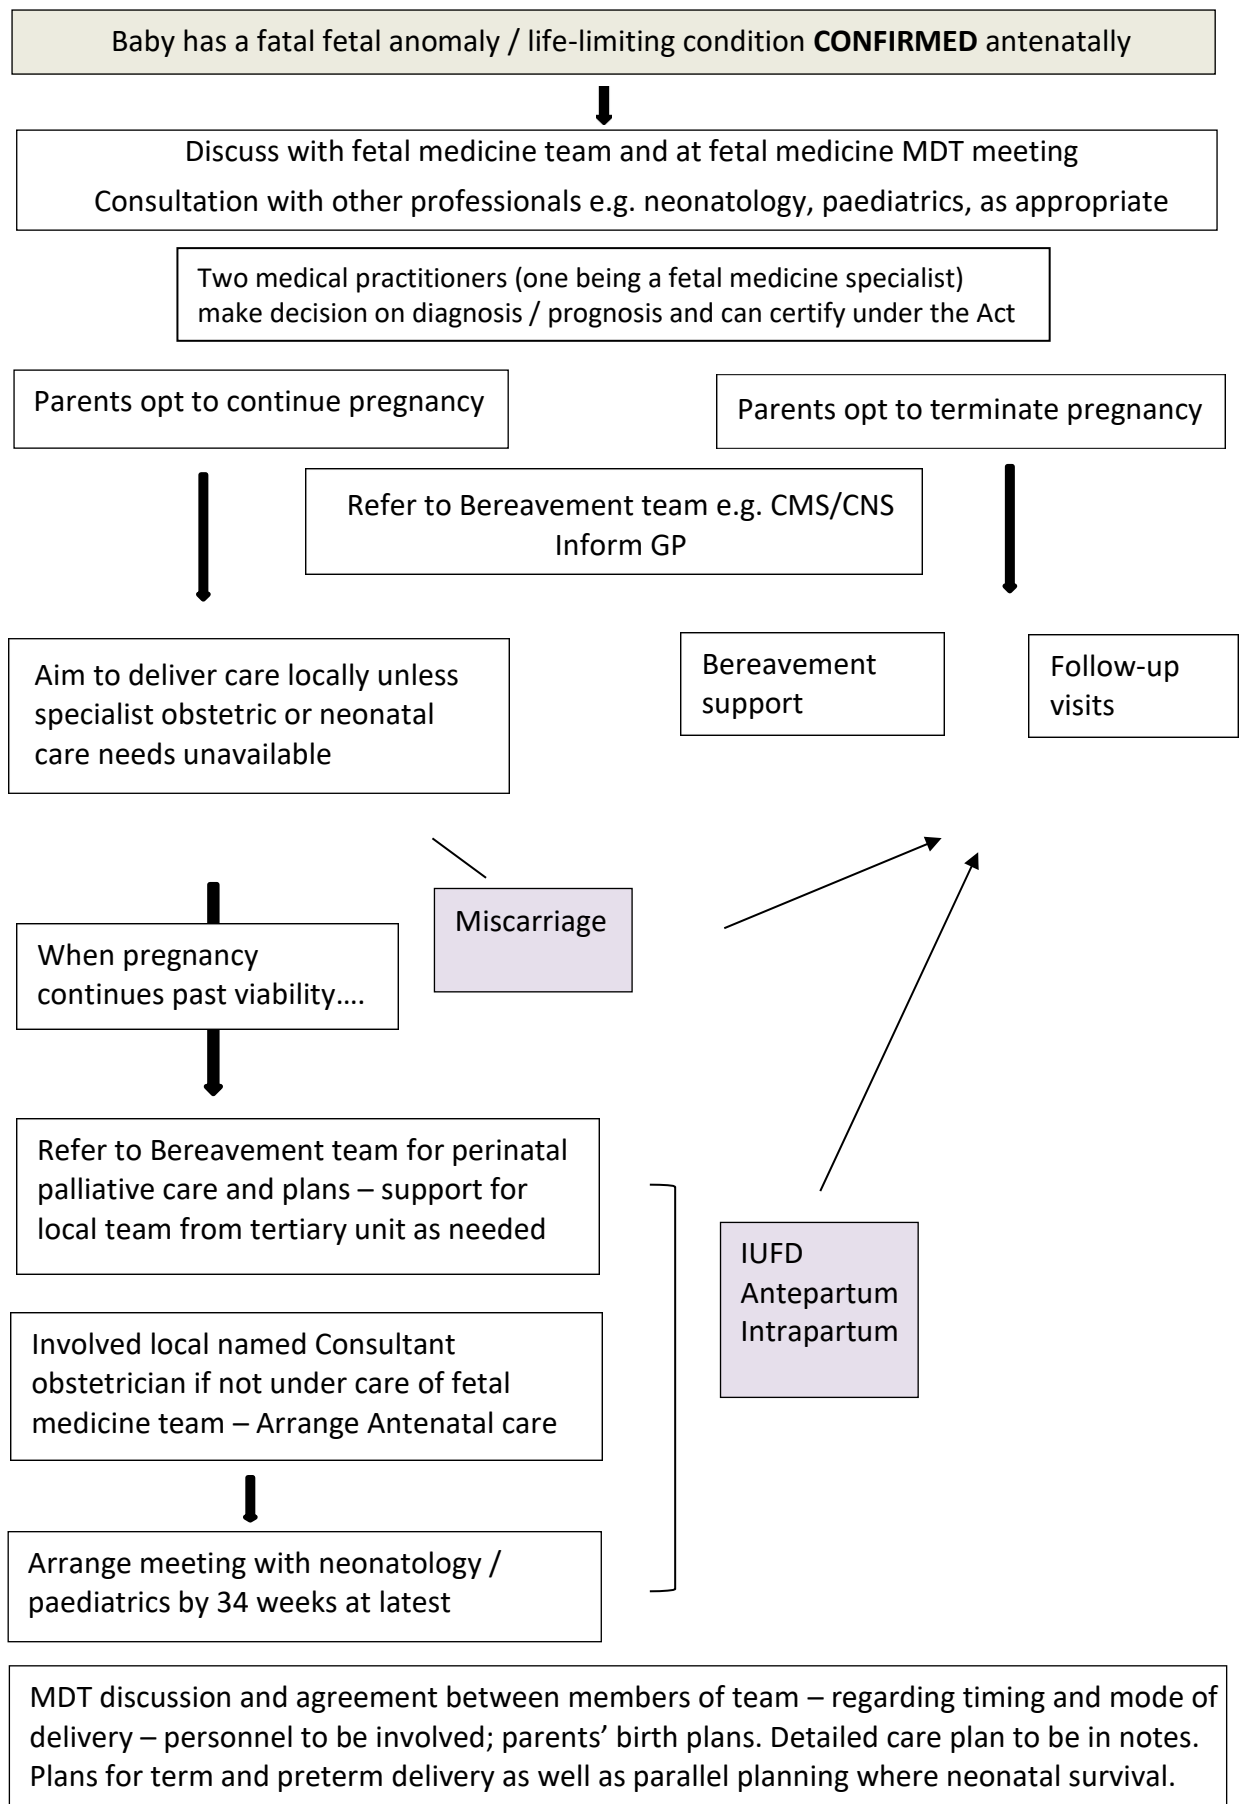 Baby has a fatal fetal anomaly / life-limiting condition CONFIRMED antenatally
Discuss with fetal medicine team and at fetal medicine MDT meeting
Consultation with other professionals e.g. neonatology, paediatrics, as appropriate
Two medical practitioners (one being a fetal medicine specialist)
make decision on diagnosis / prognosis and can certify under the Act
Parents opt to continue pregnancy
Parents opt to terminate pregnancy
Refer to Bereavement team e.g. CMS/CNS
Inform GP
Aim to deliver care locally unless
specialist obstetric or neonatal
care needs unavailable
Bereavement
support
Follow-up
visits
Miscarriage
When pregnancy
continues past viability....
Refer to Bereavement team for perinatal
palliative care and plans – support for
local team from tertiary unit as needed
IUFD
Antepartum
Intrapartum
Involved local named Consultant
obstetrician if not under care of fetal
medicine team – Arrange Antenatal care
Arrange meeting with neonatology /
paediatrics by 34 weeks at latest
MDT discussion and agreement between members of team – regarding timing and mode of
delivery – personnel to be involved; parents’ birth plans. Detailed care plan to be in notes.
Plans for term and preterm delivery as well as parallel planning where neonatal survival.